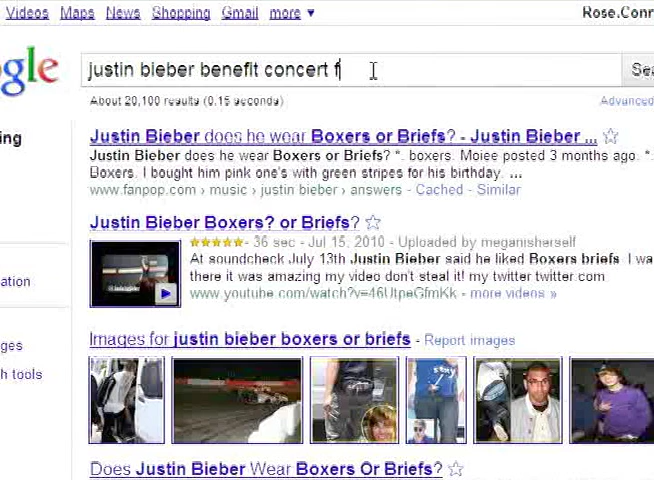 Videos Maps News Shopping Gmail more ▼ Rose.Conn
gle justin bieber benefit concert f Sea
About 20,100 results (0.15 seconds) Advanced
ing
Justin Bieber does he wear Boxers or Briefs? - Justin Bieber ...
Justin Bieber does he wear Boxers or Briefs? *. boxers. Moiee posted 3 months ago. *.
Boxers. I bought him pink one's with green stripes for his birthday. ...
www.fanpop.com › music › justin bieber › answers - Cached - Similar
Justin Bieber Boxers? or Briefs?
★★★★★ - 36 sec - Jul 15, 2010 - Uploaded by meganisherself
At soundcheck July 13th Justin Bieber said he liked Boxers briefs. I wa
ation there it was amazing my video don't steal it! my twitter twitter.com
www.youtube.com/watch?v=46UtpeGfmKk - more videos »
Images for justin bieber boxers or briefs - Report images
ges
h tools
Does Justin Bieber Wear Boxers Or Briefs?